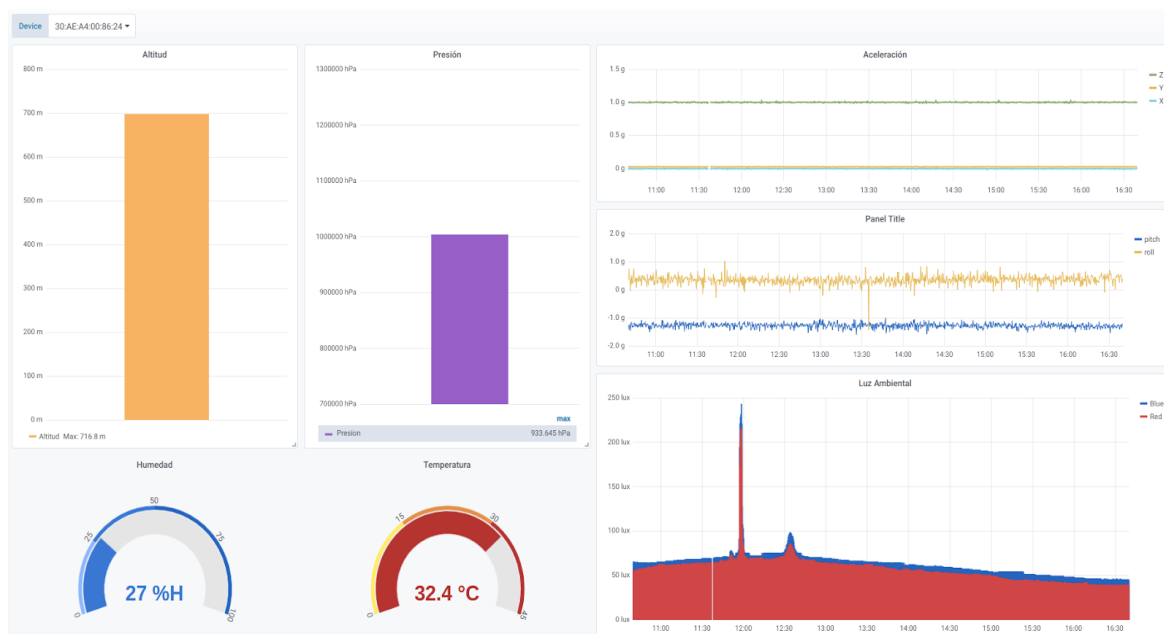 Device 30:AE:A4:00:86:24
Altitud
800 m
700 m
600 m
500 m
400 m
300 m
200 m
100 m
0 m
Altitud Max: 716.8 m
Presión
1300000 hPa
1200000 hPa
1100000 hPa
1000000 hPa
900000 hPa
800000 hPa
700000 hPa
max
Presion 933.645 hPa
Aceleración
1.5 g
1.0 g
0.5 g
0 g
11:00 11:30 12:00 12:30 13:00 13:30 14:00 14:30 15:00 15:30 16:00 16:30
Z
Y
X
Panel Title
2.0 g
1.0 g
0 g
-1.0 g
-2.0 g
11:00 11:30 12:00 12:30 13:00 13:30 14:00 14:30 15:00 15:30 16:00 16:30
pitch
roll
Luz Ambiental
250 lux
200 lux
150 lux
100 lux
50 lux
0 lux
11:00 11:30 12:00 12:30 13:00 13:30 14:00 14:30 15:00 15:30 16:00 16:30
Blue
Red
Humedad
0 25 50 75 100
27 %H
Temperatura
0 15 30 45
32.4 °C